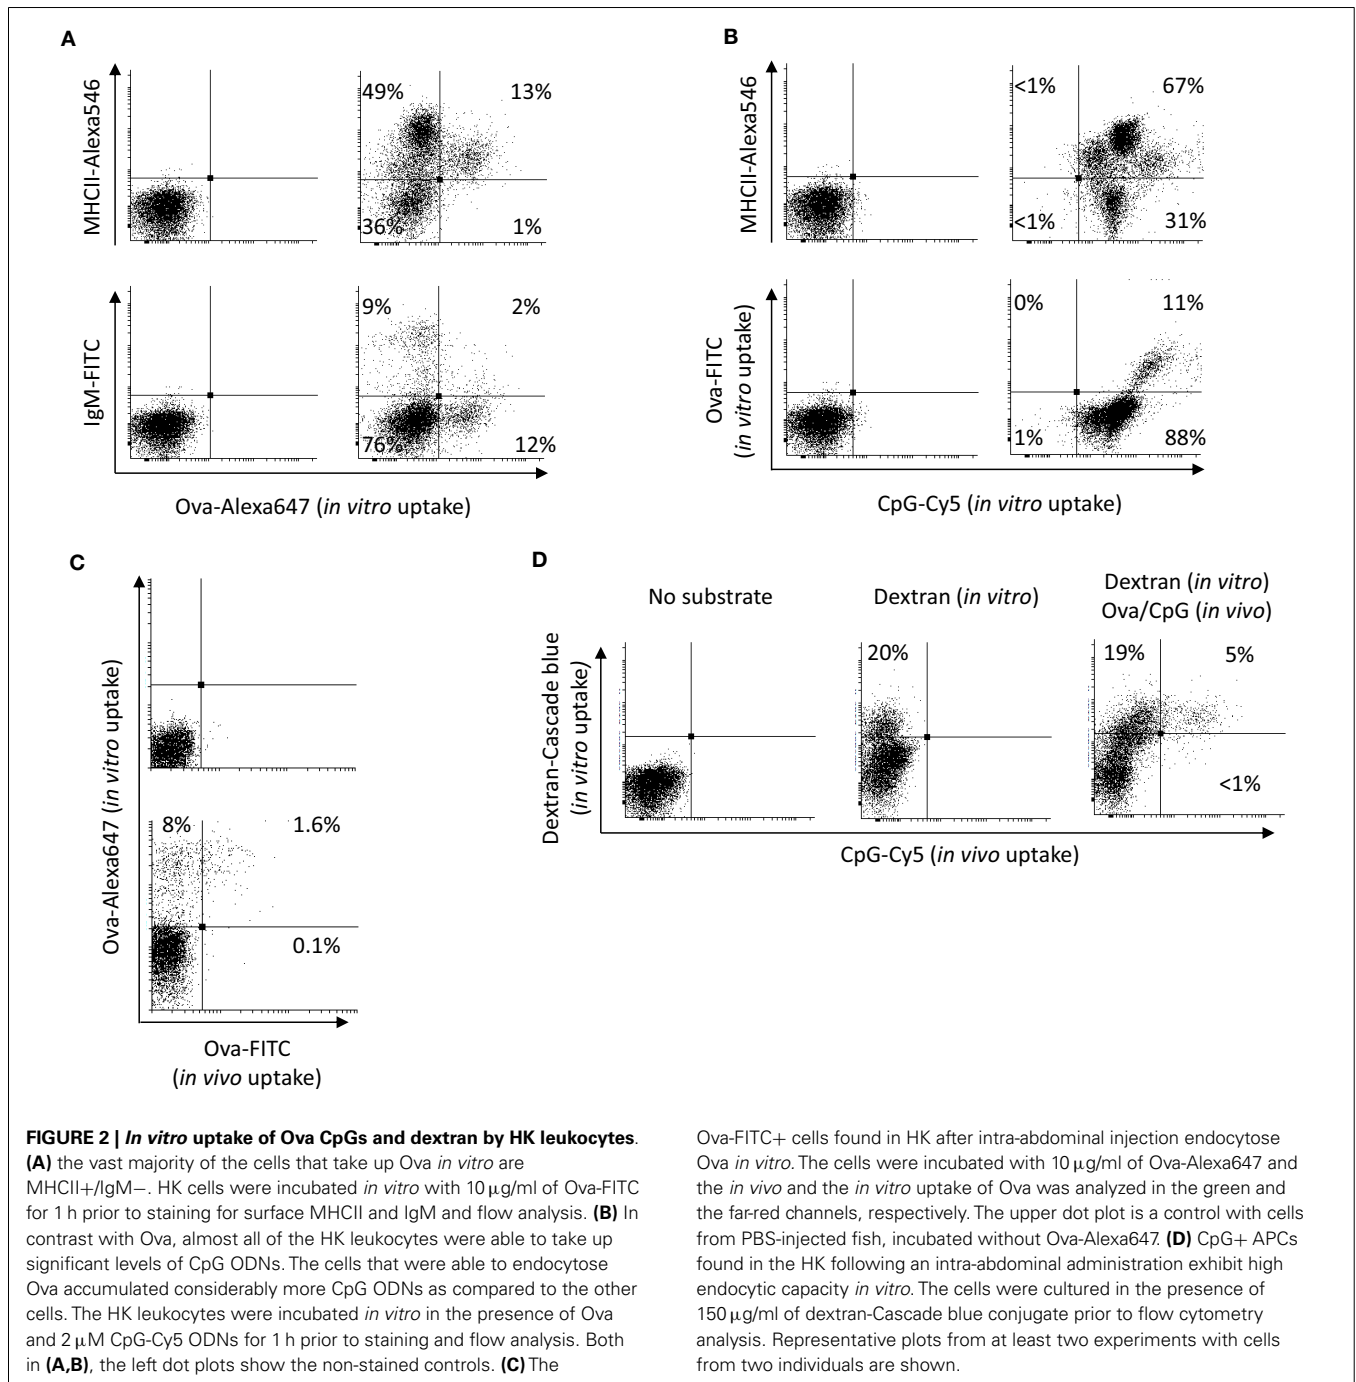 A
MHCII-Alexa546
49%
13%
36%
1%
IgM-FITC
9%
2%
76%
12%
Ova-Alexa647 (in vitro uptake)
B
MHCII-Alexa546
<1%
67%
<1%
31%
Ova-FITC
(in vitro uptake)
0%
11%
1%
88%
CpG-Cy5 (in vitro uptake)
C
Ova-Alexa647 (in vitro uptake)
8%
1.6%
0.1%
Ova-FITC
(in vivo uptake)
D
No substrate
Dextran (in vitro)
Dextran (in vitro)
Ova/CpG (in vivo)
Dextran-Cascade blue
(in vitro uptake)
20%
19%
5%
<1%
CpG-Cy5 (in vivo uptake)
FIGURE 2 | In vitro uptake of Ova CpGs and dextran by HK leukocytes.
(A) the vast majority of the cells that take up Ova in vitro are
MHCII+/IgM−. HK cells were incubated in vitro with 10 μg/ml of Ova-FITC
for 1 h prior to staining for surface MHCII and IgM and flow analysis. (B) In
contrast with Ova, almost all of the HK leukocytes were able to take up
significant levels of CpG ODNs. The cells that were able to endocytose
Ova accumulated considerably more CpG ODNs as compared to the other
cells. The HK leukocytes were incubated in vitro in the presence of Ova
and 2 μM CpG-Cy5 ODNs for 1 h prior to staining and flow analysis. Both
in (A,B), the left dot plots show the non-stained controls. (C) The
Ova-FITC+ cells found in HK after intra-abdominal injection endocytose
Ova in vitro. The cells were incubated with 10 μg/ml of Ova-Alexa647 and
the in vivo and the in vitro uptake of Ova was analyzed in the green and
the far-red channels, respectively. The upper dot plot is a control with cells
from PBS-injected fish, incubated without Ova-Alexa647. (D) CpG+ APCs
found in the HK following an intra-abdominal administration exhibit high
endocytic capacity in vitro. The cells were cultured in the presence of
150 μg/ml of dextran-Cascade blue conjugate prior to flow cytometry
analysis. Representative plots from at least two experiments with cells
from two individuals are shown.